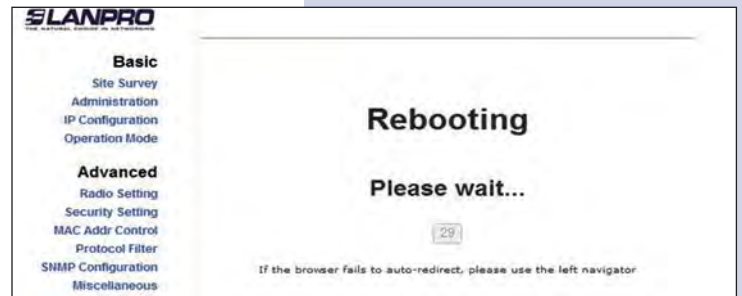 LANPRO
THE NATURAL CHOICE IN NETWORKING
Basic
Site Survey
Administration
IP Configuration
Operation Mode
Advanced
Radio Setting
Security Setting
MAC Addr Control
Protocol Filter
SNMP Configuration
Miscellaneous
Rebooting
Please wait...
29
If the browser fails to auto-redirect, please use the left navigator